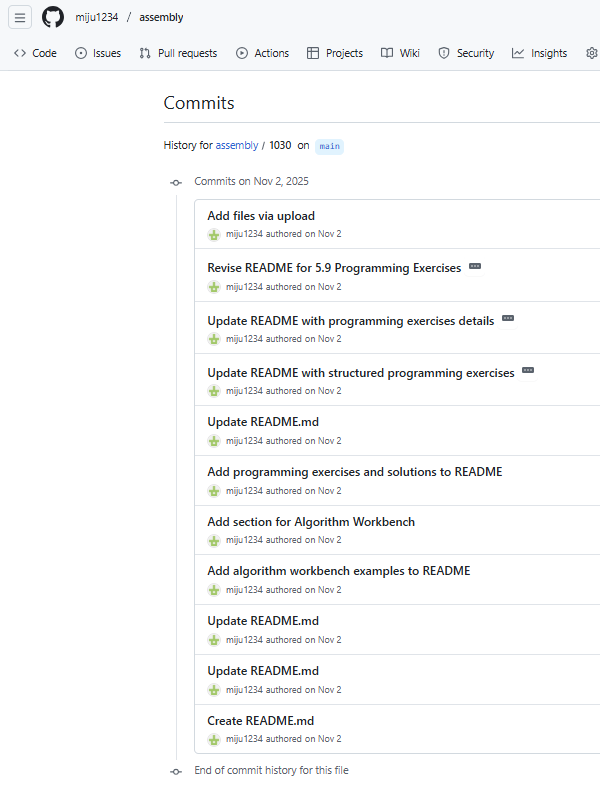 miju1234 / assembly
Code Issues Pull requests Actions Projects Wiki Security Insights
Commits
History for assembly / 1030 on main
Commits on Nov 2, 2025
Add files via upload
miju1234 authored on Nov 2
Revise README for 5.9 Programming Exercises
miju1234 authored on Nov 2
Update README with programming exercises details
miju1234 authored on Nov 2
Update README with structured programming exercises
miju1234 authored on Nov 2
Update README.md
miju1234 authored on Nov 2
Add programming exercises and solutions to README
miju1234 authored on Nov 2
Add section for Algorithm Workbench
miju1234 authored on Nov 2
Add algorithm workbench examples to README
miju1234 authored on Nov 2
Update README.md
miju1234 authored on Nov 2
Update README.md
miju1234 authored on Nov 2
Create README.md
miju1234 authored on Nov 2
End of commit history for this file